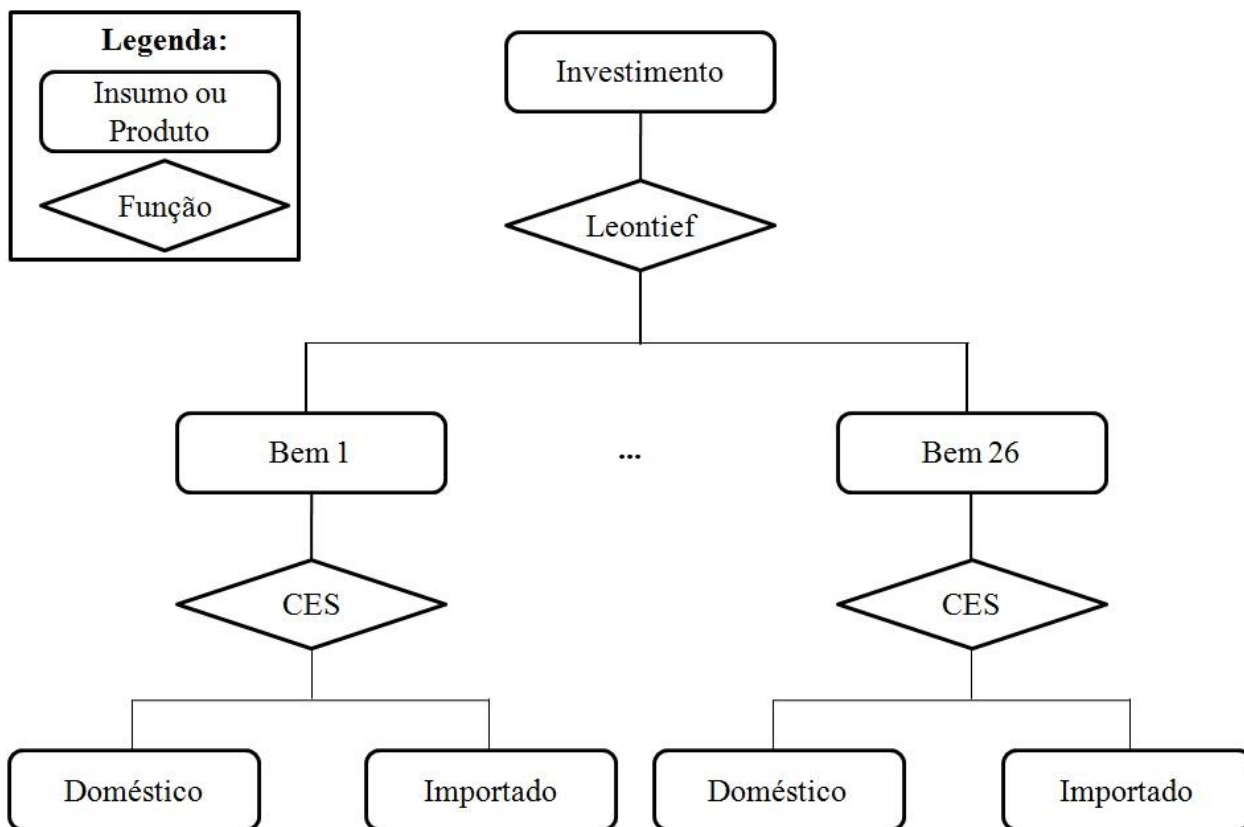 Legenda:
Insumo ou
Produto
Função
Investimento
Leontief
Bem 1
...
Bem 26
CES
CES
Doméstico
Importado
Doméstico
Importado